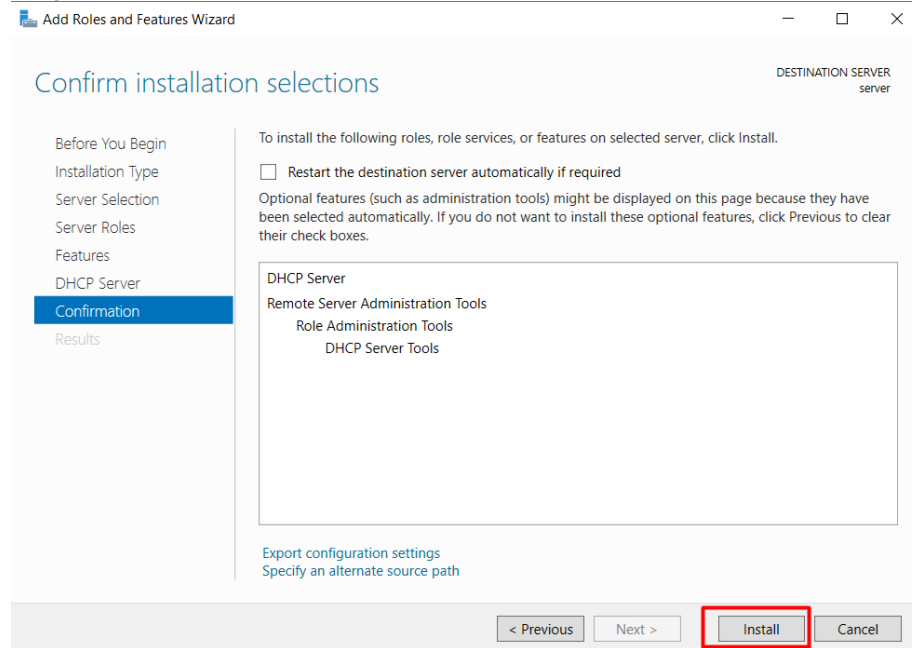 Add Roles and Features Wizard
Confirm installation selections
DESTINATION SERVER
server
Before You Begin
Installation Type
Server Selection
Server Roles
Features
DHCP Server
Confirmation
Results
To install the following roles, role services, or features on selected server, click Install.
Restart the destination server automatically if required
Optional features (such as administration tools) might be displayed on this page because they have
been selected automatically. If you do not want to install these optional features, click Previous to clear
their check boxes.
DHCP Server
Remote Server Administration Tools
Role Administration Tools
DHCP Server Tools
Export configuration settings
Specify an alternate source path
< Previous
Next >
Install
Cancel